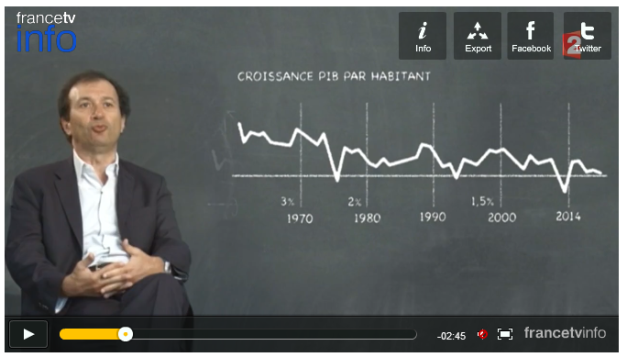 francetv
info
i
Info
Export
f
Facebook
t
2
Twitter
CROISSANCE PIB PAR HABITANT
3%
2%
1,5%
1970
1980
1990
2000
2014
-02:45
francetvinfo